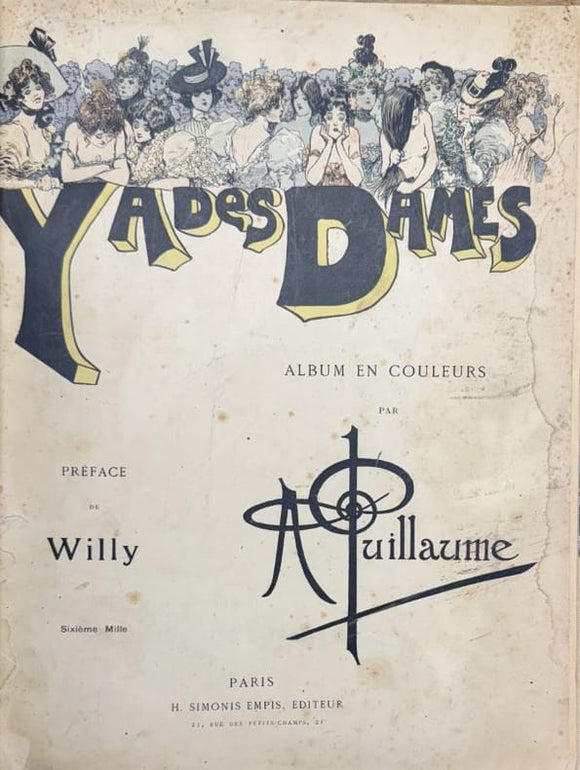 Y A DES DAMES
ALBUM EN COULEURS
PAR
A Guillaume
PRÉFACE
DE
Willy
Sixième Mille
PARIS
H. SIMONIS EMPIS, ÉDITEUR
21, RUE DES PETITS-CHAMPS, 21